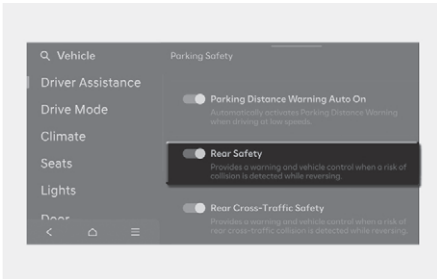 Vehicle
Parking Safety
Driver Assistance
Drive Mode
Climate
Seats
Lights
Door
Parking Distance Warning Auto On
Automatically activates Parking Distance Warning
when driving at low speeds.
Rear Safety
Provides a warning and vehicle control when a risk of
collision is detected while reversing.
Rear Cross-Traffic Safety
Provides a warning and vehicle control when a risk of
rear cross-traffic collision is detected while reversing.